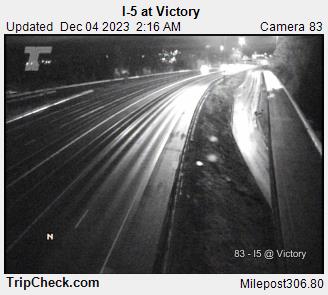 I-5 at Victory
Updated Dec 04 2023 2:16 AM Camera 83
T
N
83 - I5 @ Victory
TripCheck.com Milepost306.80